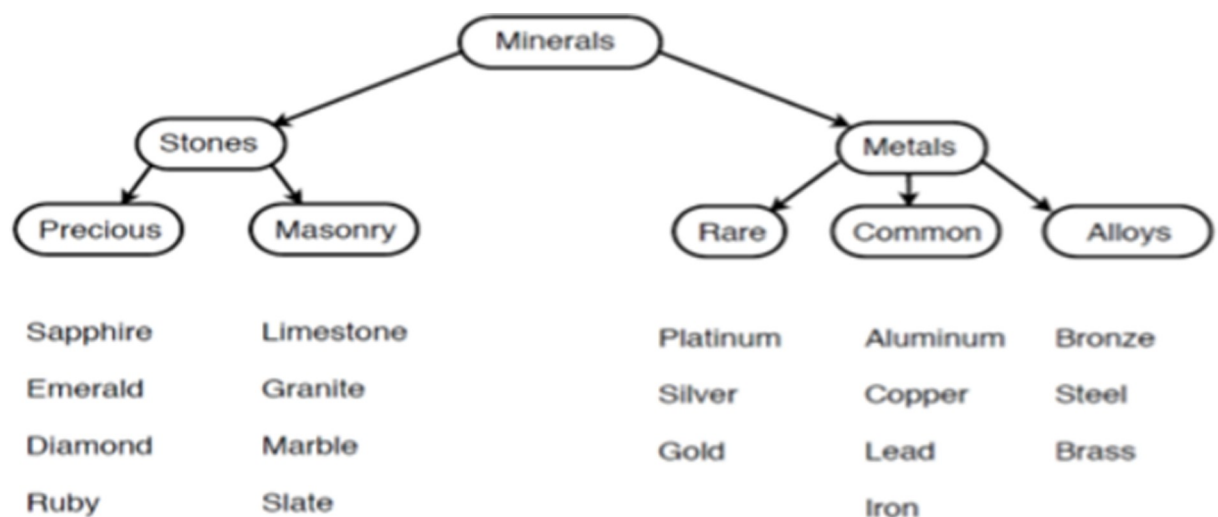 Minerals
Stones
Metals
Precious
Masonry
Rare
Common
Alloys
Sapphire
Limestone
Platinum
Aluminum
Bronze
Emerald
Granite
Silver
Copper
Steel
Diamond
Marble
Gold
Lead
Brass
Ruby
Slate
Iron